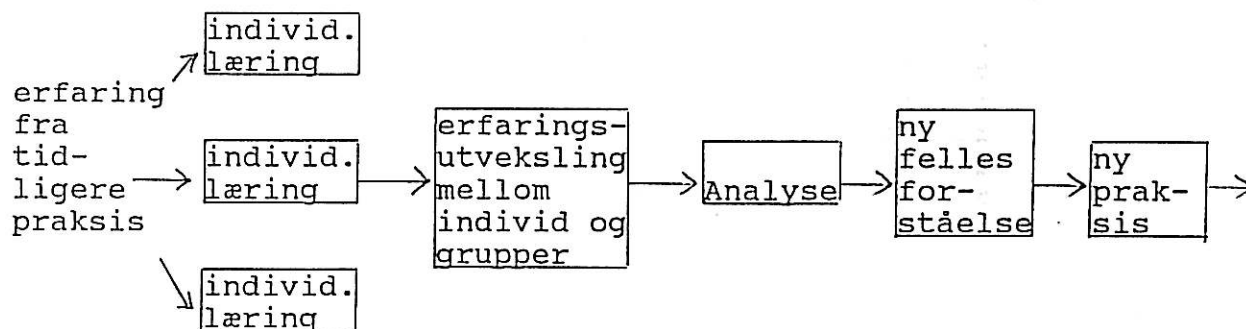 erfaring
fra
tid-
ligere
praksis
individ.
læring
individ.
læring
individ.
læring
erfarings-
utveksling
mellom
individ og
grupper
Analyse
ny
felles
for-
ståelse
ny
prak-
sis